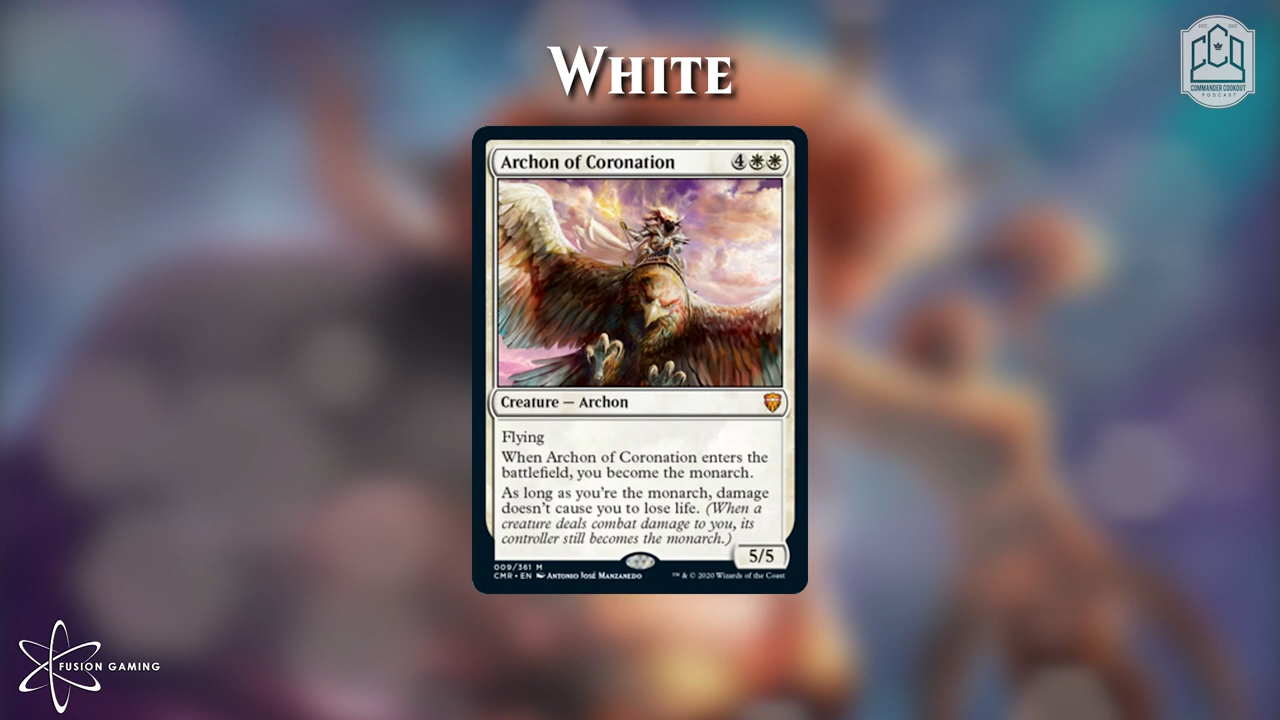 WHITE
COMMANDER COOKOUT
PODCAST
Archon of Coronation 4
Creature — Archon
Flying
When Archon of Coronation enters the
battlefield, you become the monarch.
As long as you're the monarch, damage
doesn't cause you to lose life. (When a
creature deals combat damage to you, its
controller still becomes the monarch.)
5/5
009/361 M
CMR • EN Antonio José Manzanedo ™ & © 2020 Wizards of the Coast
FUSION GAMING